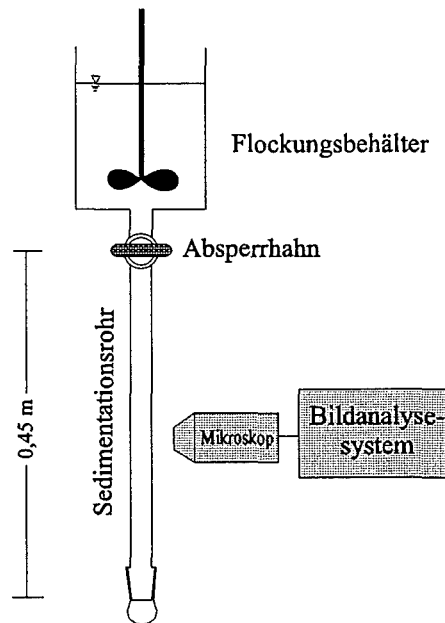 Flockungsbehälter
Absperrhahn
Sedimentationsrohr
0,45 m
Mikroskop
Bildanalyse-
system